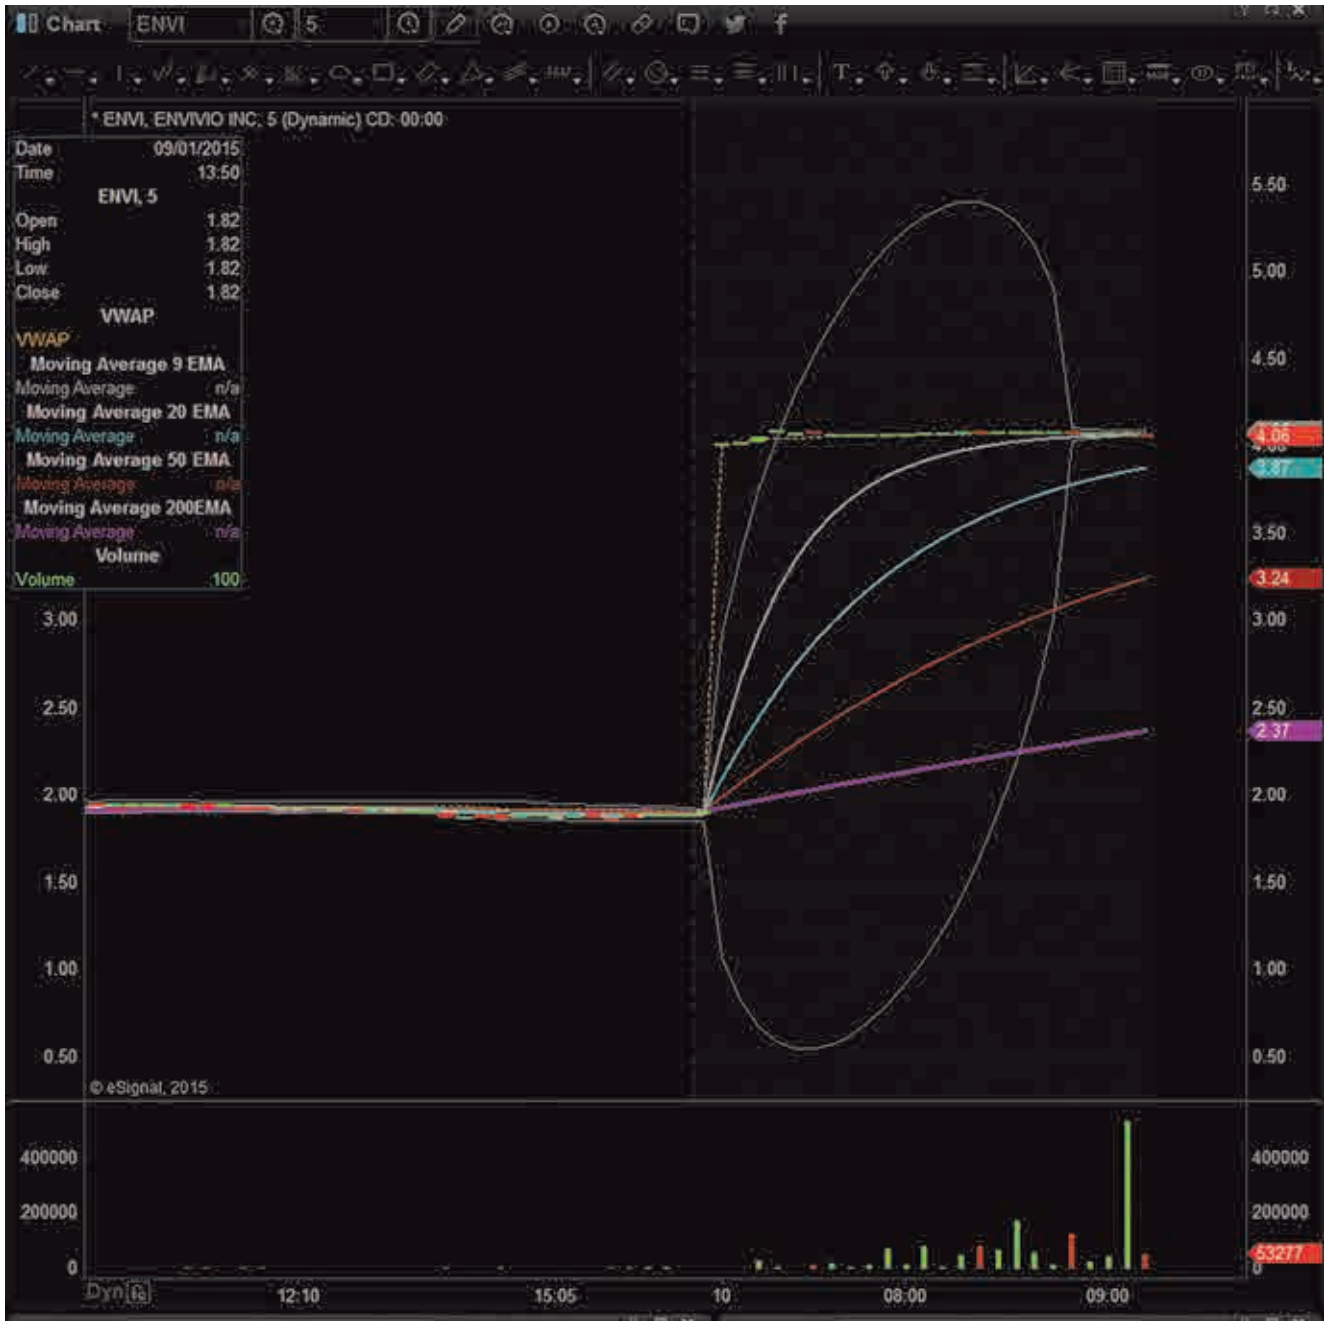 Chart ENVI 5
* ENVI, ENVIVIO INC, 5 (Dynamic) CD: 00:00
Date 09/01/2015
Time 13:50
ENVI, 5
Open 1.82
High 1.82
Low 1.82
Close 1.82
VWAP
VWAP
Moving Average 9 EMA
Moving Average n/a
Moving Average 20 EMA
Moving Average n/a
Moving Average 50 EMA
Moving Average n/a
Moving Average 200EMA
Moving Average n/a
Volume
Volume 100
3.00
2.50
2.00
1.50
1.00
0.50
5.50
5.00
4.50
4.06
3.87
3.50
3.24
3.00
2.50
2.37
2.00
1.50
1.00
0.50
© eSignal, 2015
400000
200000
0
400000
200000
53277
0
Dyn 12:10 15:05 10 08:00 09:00